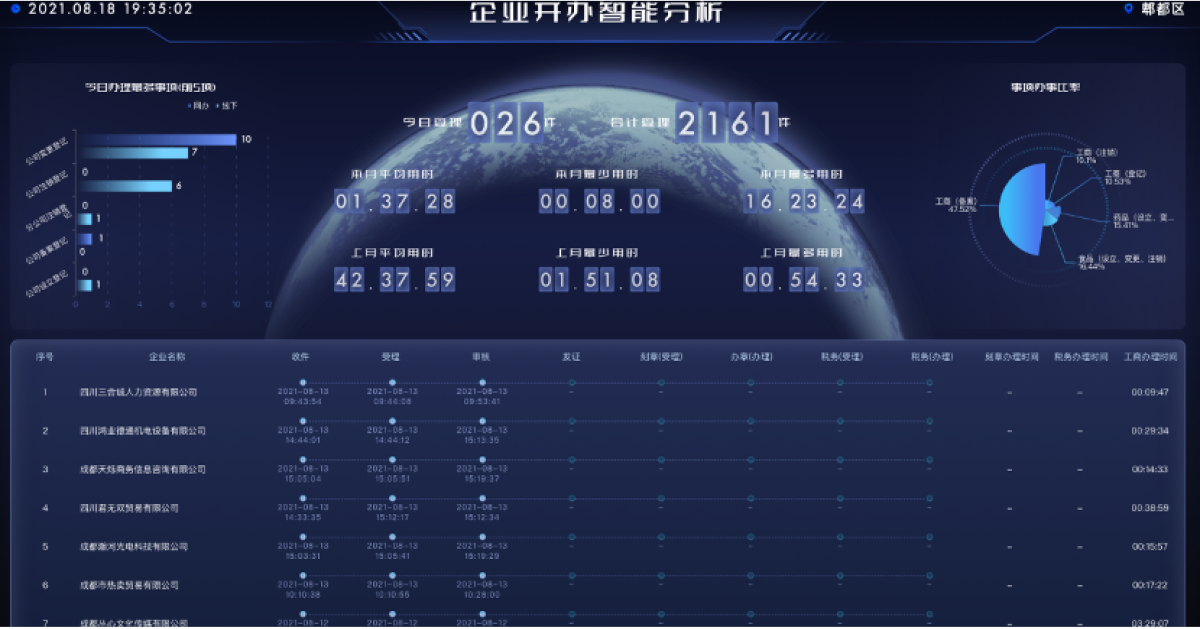 2021.08.18 19:35:02
企业开办智能分析
郫都区
今日办理最多事项(前5项)
网办 线下
公司变更登记 10 7
公司注销登记 0 6
分公司注销登记 0 1
公司备案登记 1 0
公司设立登记 0 1
0 2 4 6 8 10 12
今日受理 026 件
合计受理 2161 件
本月平均用时 本月最少用时 本月最多用时
01.37.28 00.08.00 16.23.24
上月平均用时 上月最少用时 上月最多用时
42.37.59 01.51.08 00.54.33
事项办事比率
工商（注销）
10.1%
工商（登记）
10.53%
工商（备案）
47.52%
药品（设立、变...
15.41%
食品（设立、变更、注销）
16.44%
序号 企业名称 收件 受理 审核 发证 刻章(受理) 办章(办理) 税务(受理) 税务(办理) 刻章办理时间 税务办理时间 工商办理时间
1 四川三合诚人力资源有限公司 2021-08-13 2021-08-13 2021-08-13 - - - - - - - 00:09:47
09:43:54 09:44:08 09:53:41
2 四川鸿业德通机电设备有限公司 2021-08-13 2021-08-13 2021-08-13 - - - - - - - 00:29:34
14:44:01 14:44:12 15:13:35
3 成都天烁商务信息咨询有限公司 2021-08-13 2021-08-13 2021-08-13 - - - - - - - 00:14:33
15:05:04 15:05:51 15:19:37
4 四川君无双贸易有限公司 2021-08-13 2021-08-13 2021-08-13 - - - - - - - 00:38:59
14:33:35 15:12:17 15:12:34
5 成都 河光电科技有限公司 2021-08-13 2021-08-13 2021-08-13 - - - - - - - 00:15:57
15:03:31 15:05:41 15:19:29
6 成都市热卖贸易有限公司 2021-08-13 2021-08-13 2021-08-13 - - - - - - - 00:17:22
10:10:38 10:10:56 10:28:00
7 成都丛心文化传媒有限公司 2021-08-12 2021-08-12 2021-08-12 - - - - - - - 03:29:07